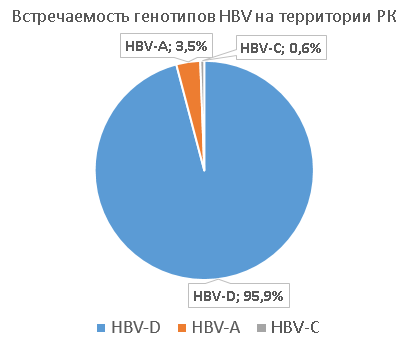 Встречаемость генотипов HBV на территории РК
HBV-A; 3,5%
HBV-C; 0,6%
HBV-D; 95,9%
HBV-D HBV-A HBV-C